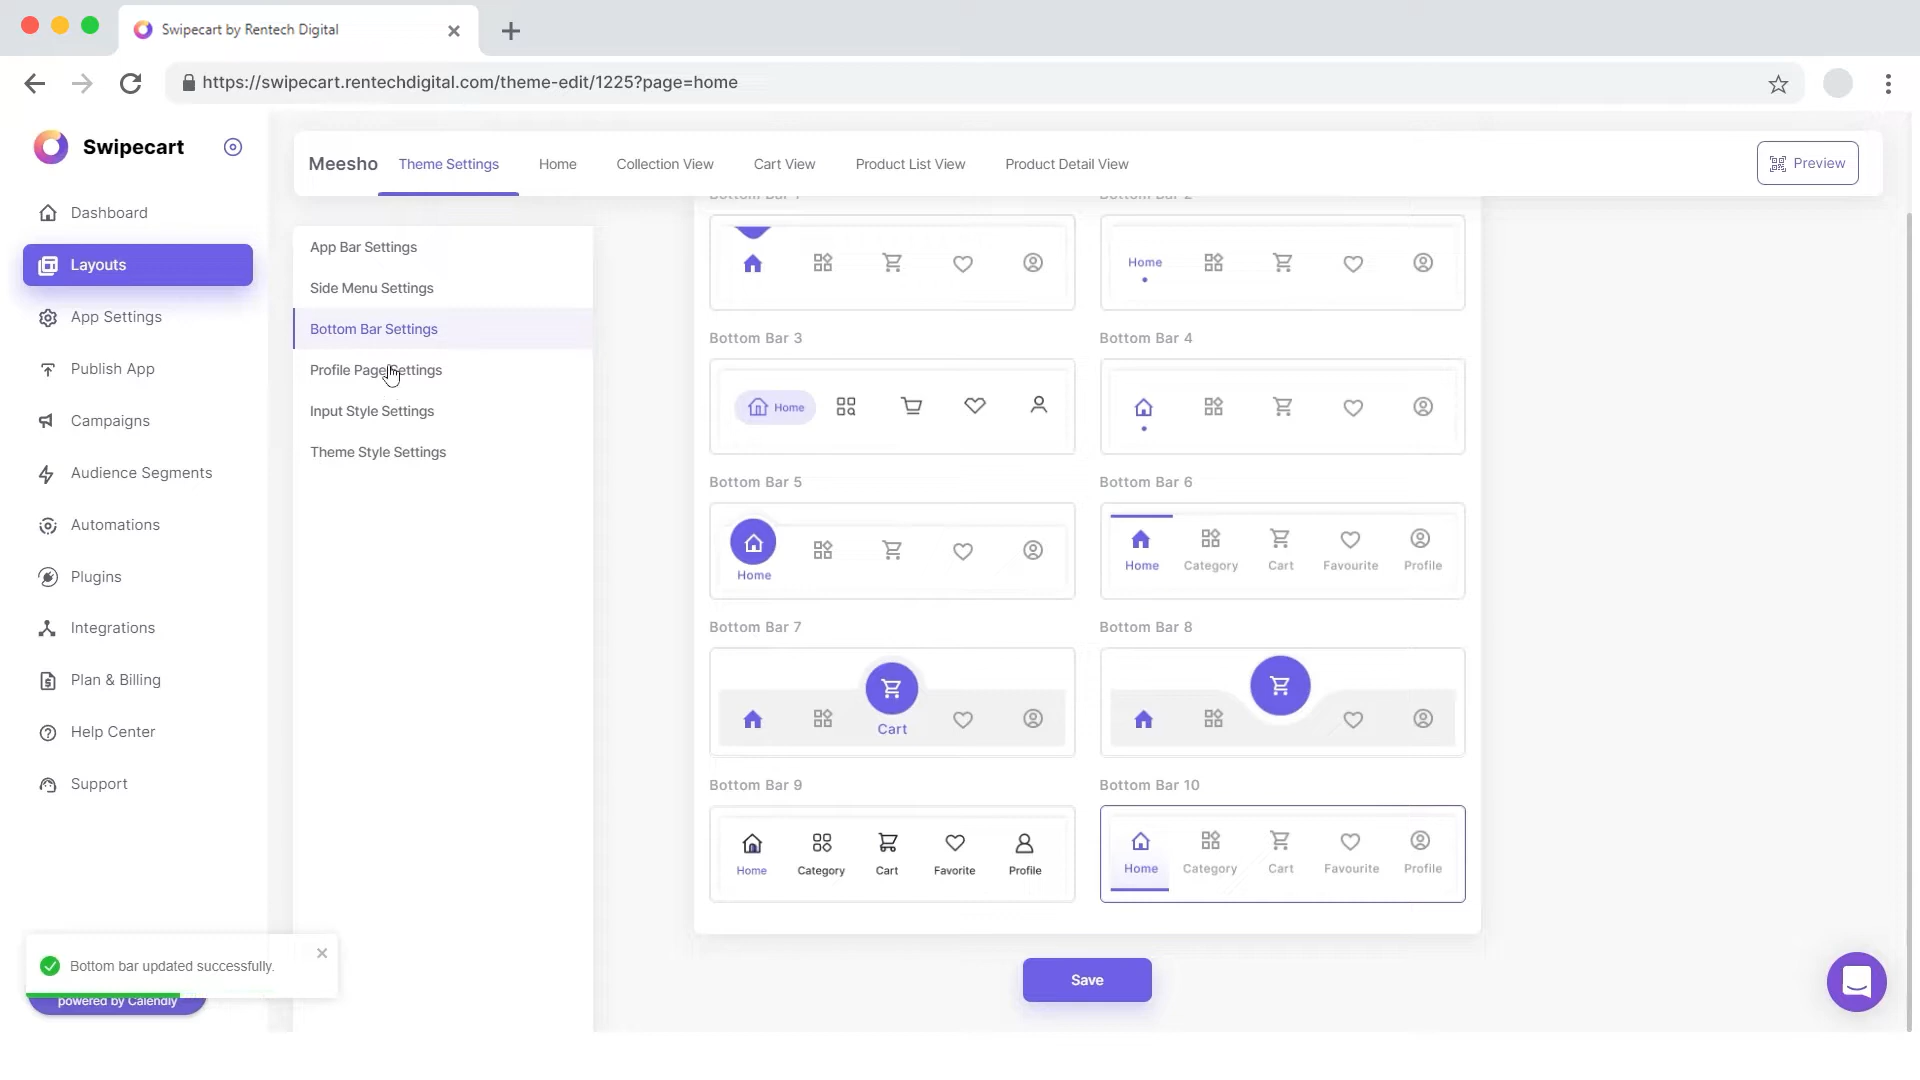 Swipecart by Rentech Digital
https://swipecart.rentechdigital.com/theme-edit/1225?page=home
Swipecart
Dashboard
Layouts
App Settings
Publish App
Campaigns
Audience Segments
Automations
Plugins
Integrations
Plan & Billing
Help Center
Support
Meesho Theme Settings Home Collection View Cart View Product List View Product Detail View Preview
App Bar Settings
Side Menu Settings
Bottom Bar Settings
Profile Page Settings
Input Style Settings
Theme Style Settings
Bottom Bar 1 Bottom Bar 2
Home
Bottom Bar 3 Bottom Bar 4
Home
Bottom Bar 5 Bottom Bar 6
Home
Home Category Cart Favourite Profile
Bottom Bar 7 Bottom Bar 8
Cart
Bottom Bar 9 Bottom Bar 10
Home Category Cart Favorite Profile
Home Category Cart Favourite Profile
Save
Bottom bar updated successfully.
powered by Calendly